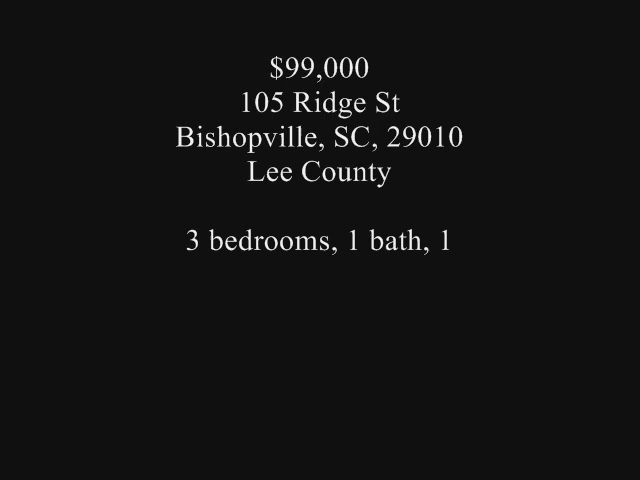 $99,000
105 Ridge St
Bishopville, SC, 29010
Lee County
3 bedrooms, 1 bath, 1